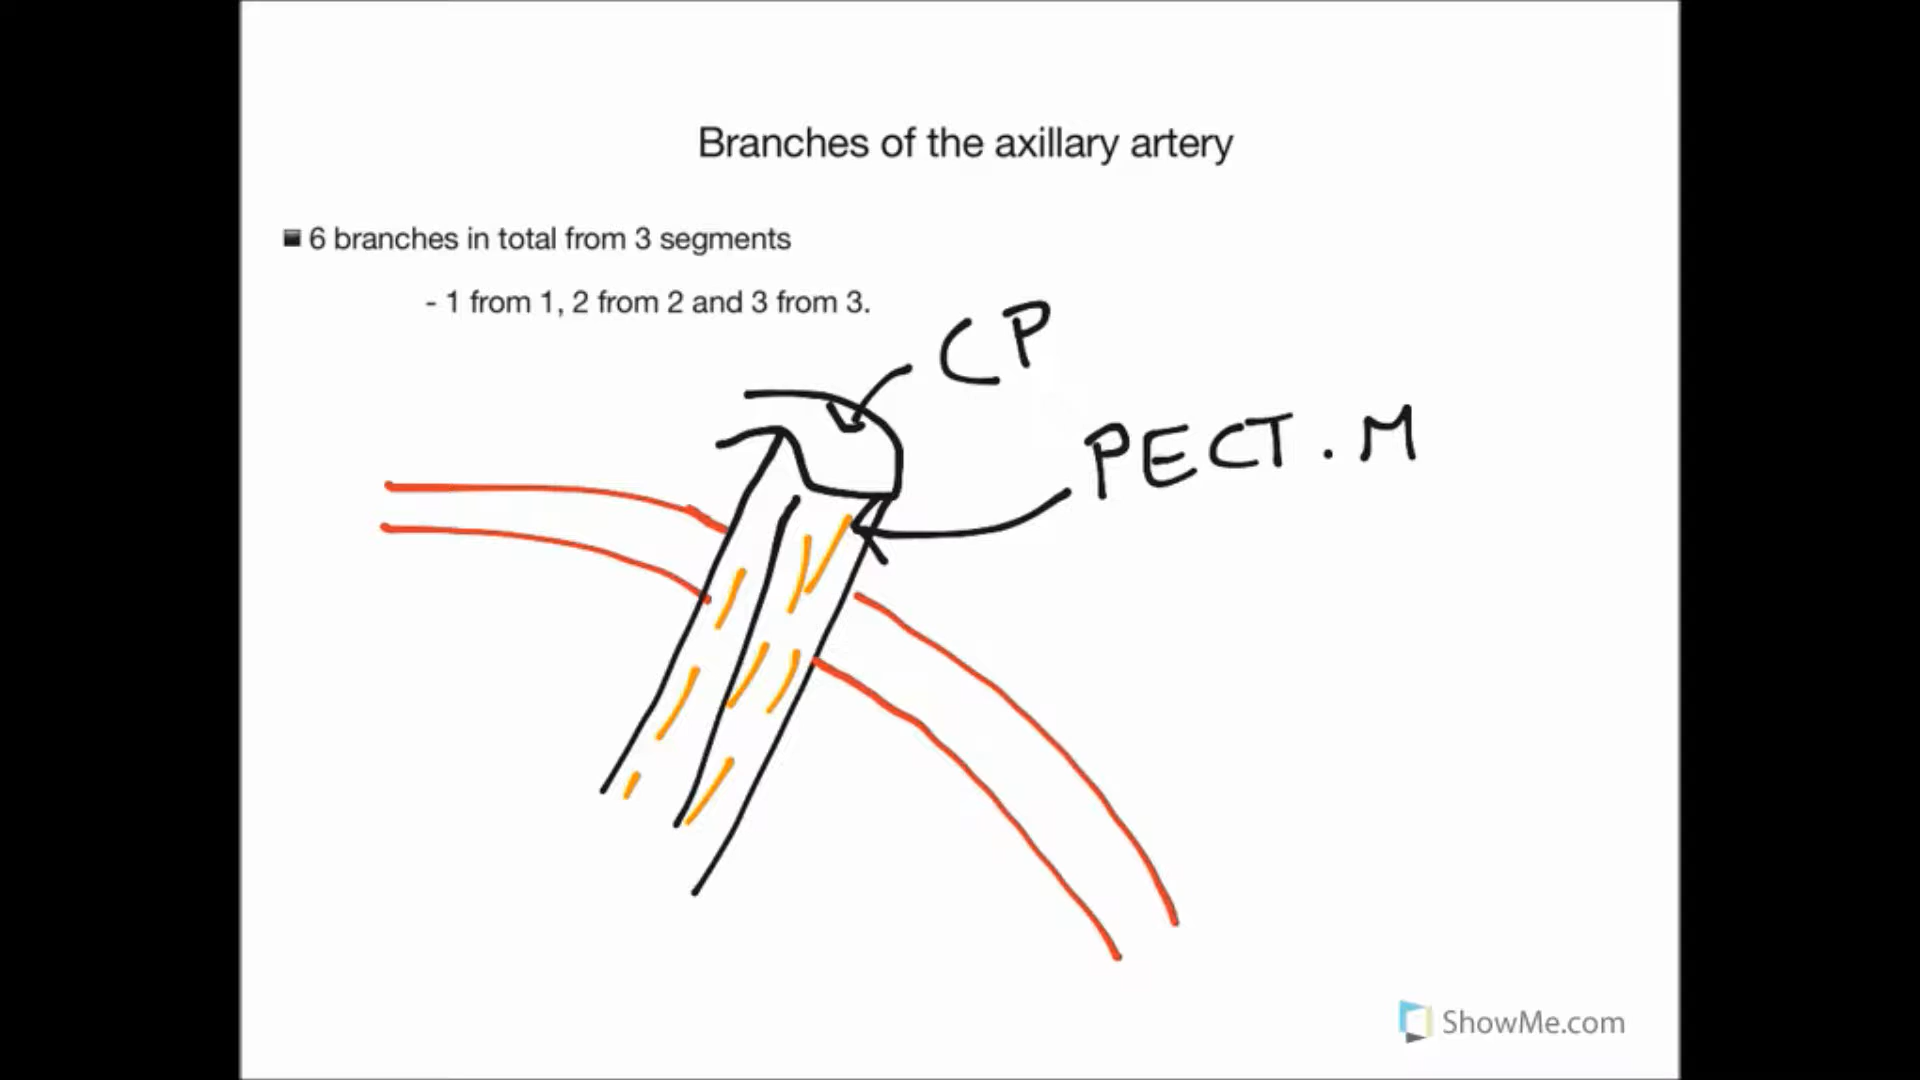 Branches of the axillary artery
6 branches in total from 3 segments
- 1 from 1, 2 from 2 and 3 from 3.
CP
PECT. M
ShowMe.com